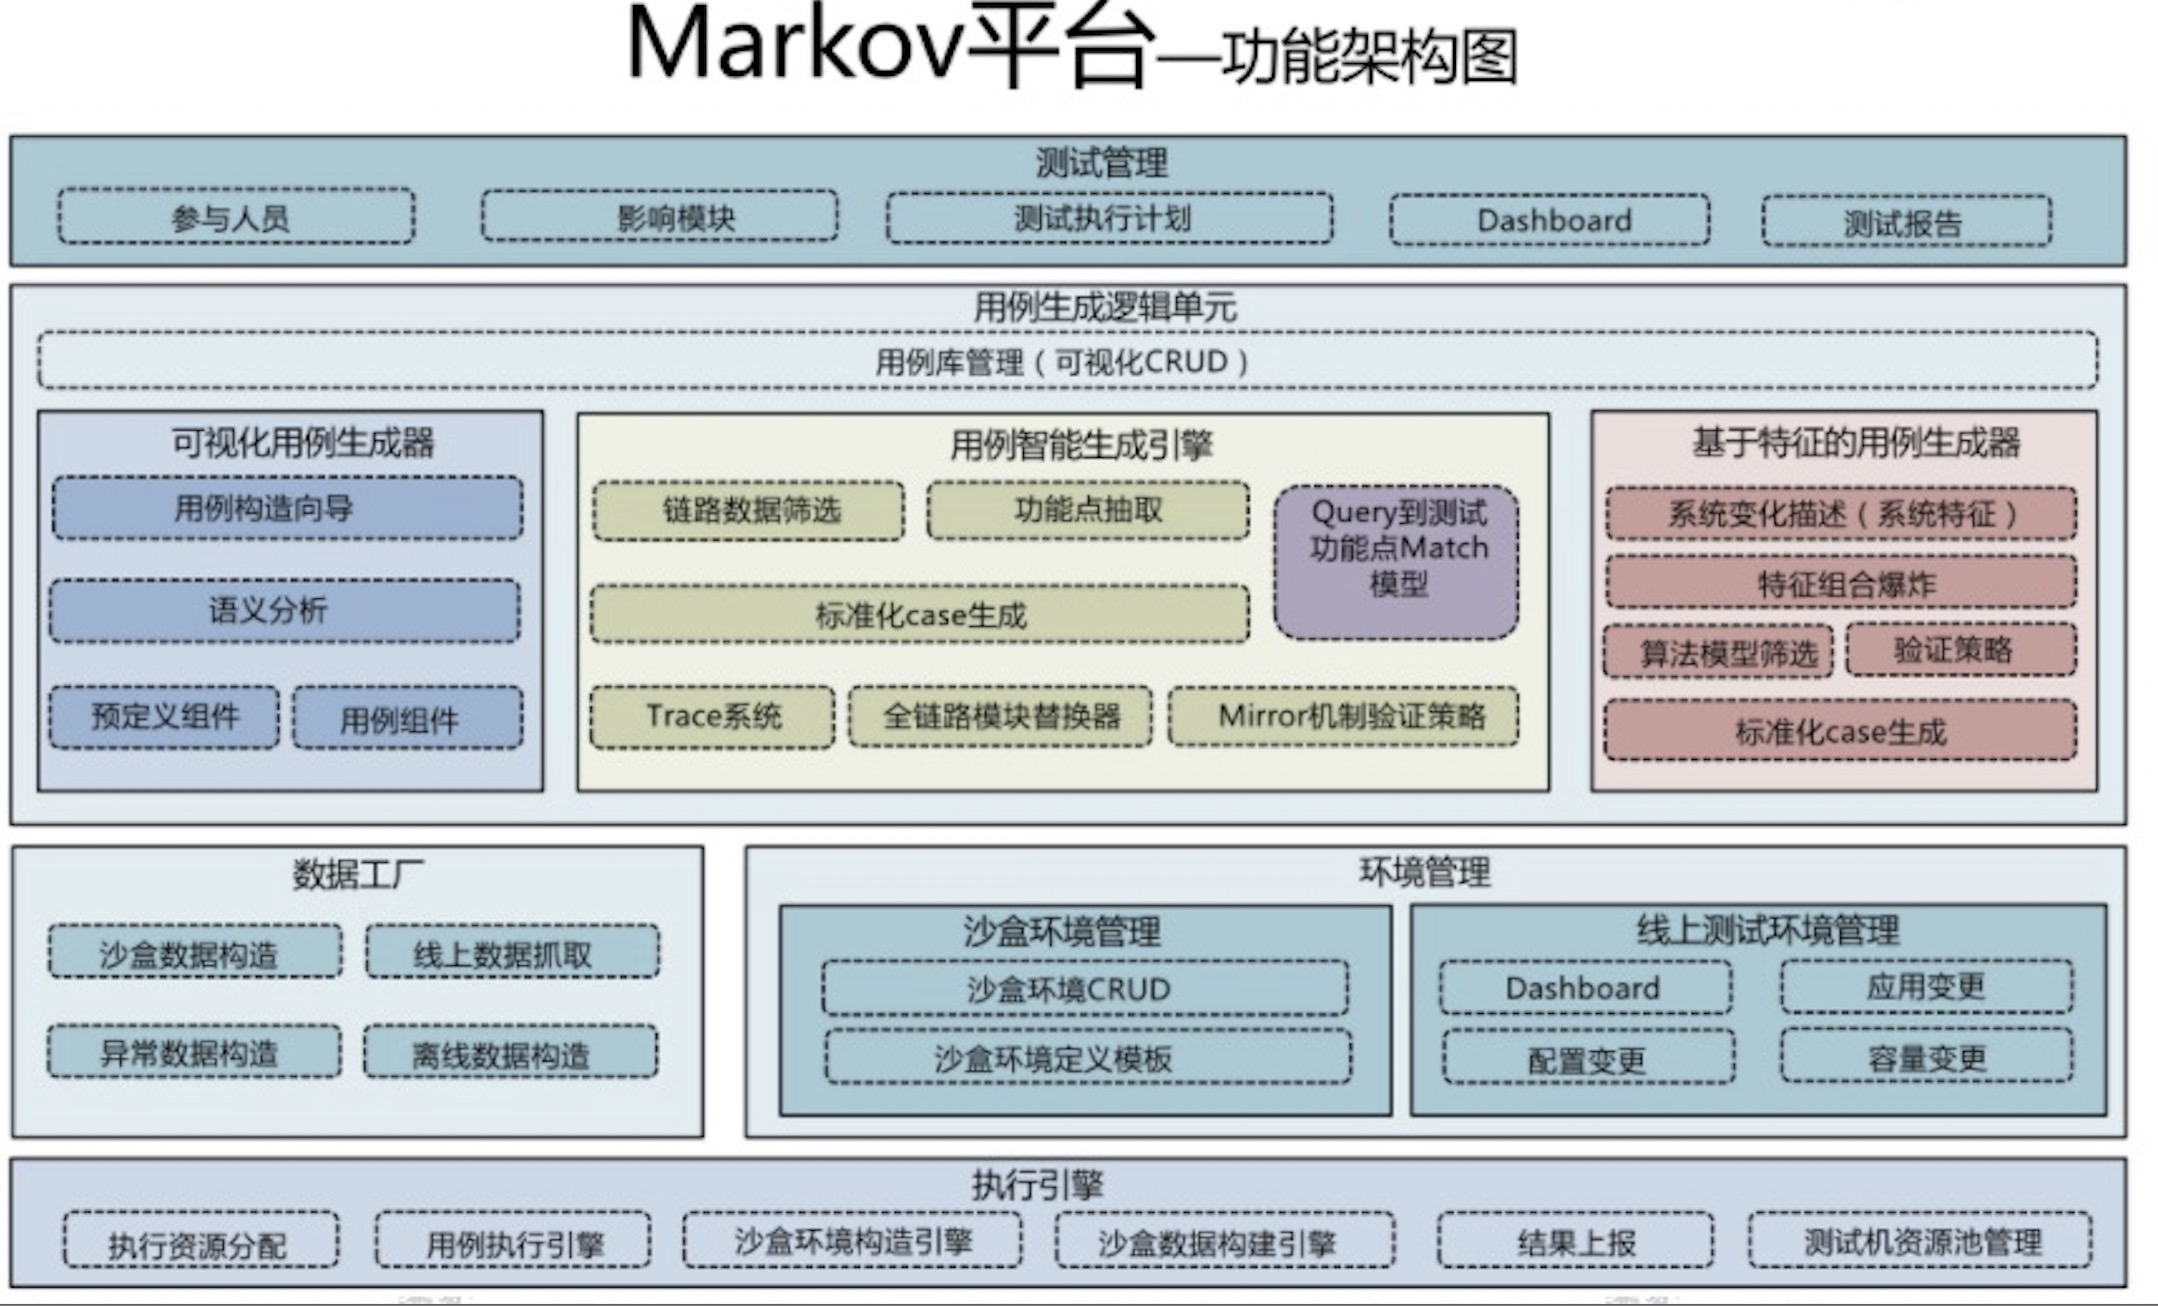 Markov平台—功能架构图
测试管理
参与人员
影响模块
测试执行计划
Dashboard
测试报告
用例生成逻辑单元
用例库管理（可视化CRUD）
可视化用例生成器
用例构造向导
语义分析
预定义组件
用例组件
用例智能生成引擎
链路数据筛选
功能点抽取
Query到测试
功能点Match
模型
标准化case生成
Trace系统
全链路模块替换器
Mirror机制验证策略
基于特征的用例生成器
系统变化描述（系统特征）
特征组合爆炸
算法模型筛选
验证策略
标准化case生成
数据工厂
沙盒数据构造
线上数据抓取
异常数据构造
离线数据构造
环境管理
沙盒环境管理
沙盒环境CRUD
沙盒环境定义模板
线上测试环境管理
Dashboard
应用变更
配置变更
容量变更
执行引擎
执行资源分配
用例执行引擎
沙盒环境构造引擎
沙盒数据构建引擎
结果上报
测试机资源池管理